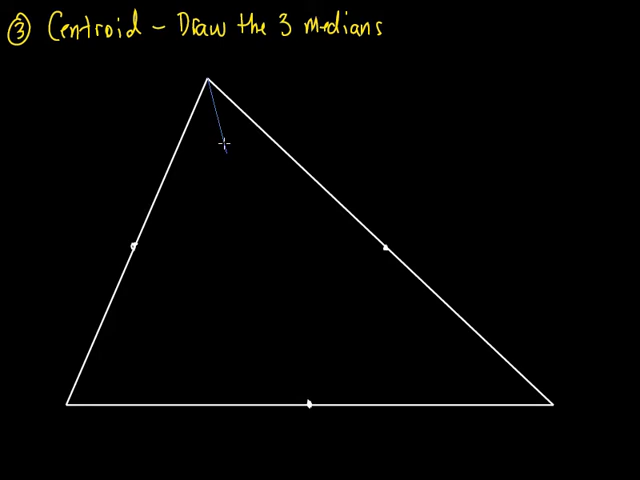 ③ Centroid - Draw the 3 medians